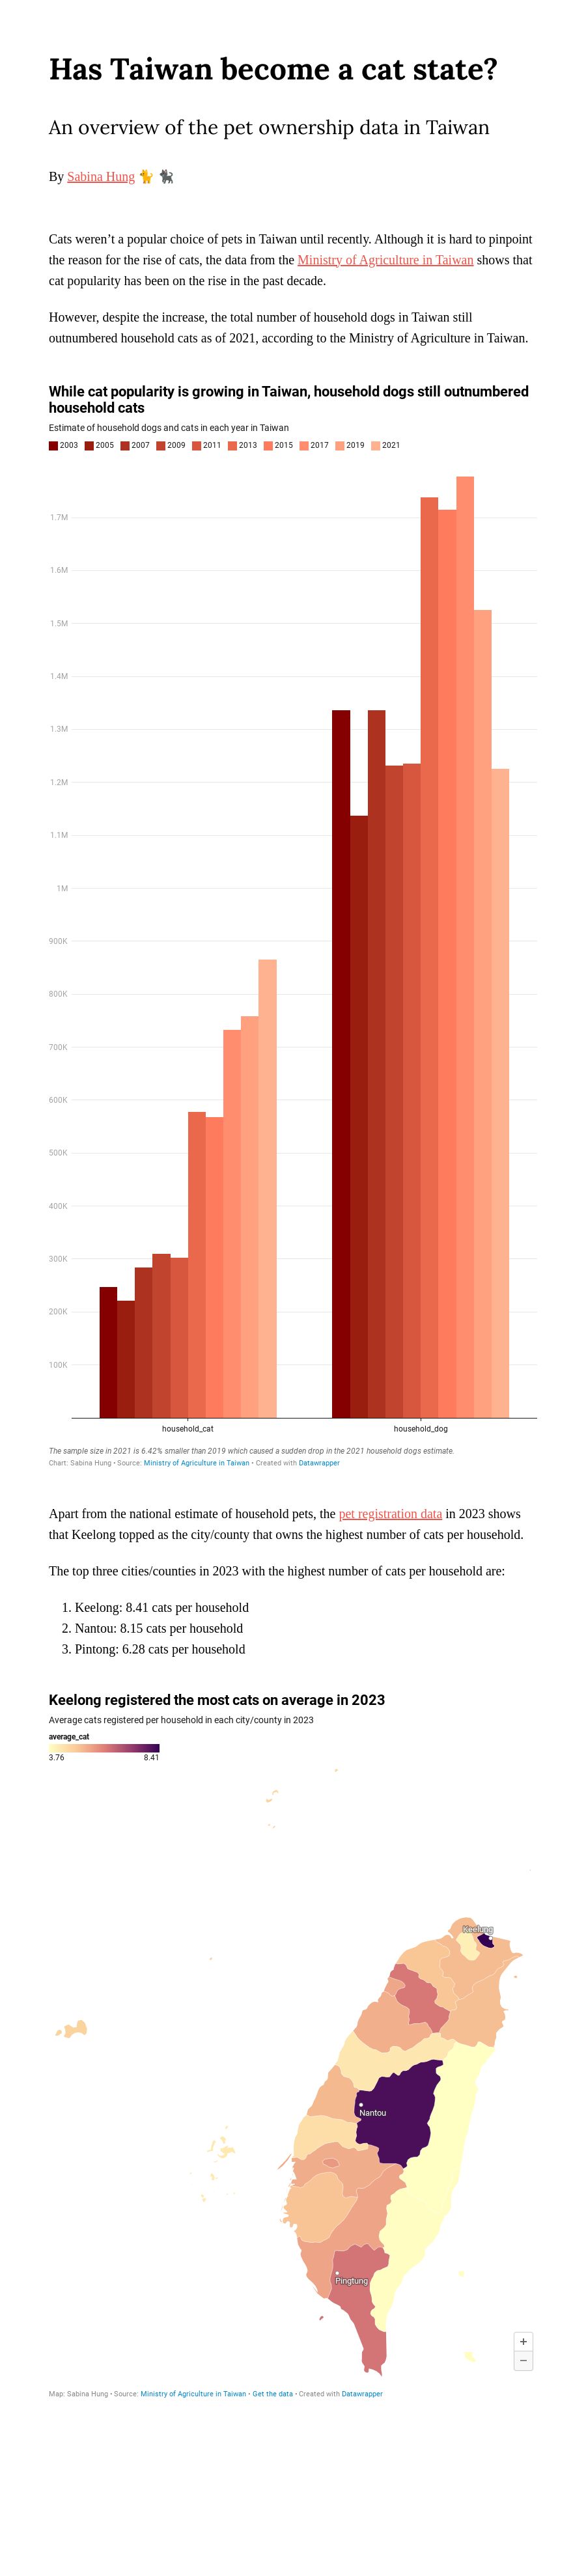 Has Taiwan become a cat state?
An overview of the pet ownership data in Taiwan
By Sabina Hung 🐈 🐈‍⬛
Cats weren’t a popular choice of pets in Taiwan until recently. Although it is hard to pinpoint
the reason for the rise of cats, the data from the Ministry of Agriculture in Taiwan shows that
cat popularity has been on the rise in the past decade.
However, despite the increase, the total number of household dogs in Taiwan still
outnumbered household cats as of 2021, according to the Ministry of Agriculture in Taiwan.
While cat popularity is growing in Taiwan, household dogs still outnumbered
household cats
Estimate of household dogs and cats in each year in Taiwan
2003 2005 2007 2009 2011 2013 2015 2017 2019 2021
1.7M
1.6M
1.5M
1.4M
1.3M
1.2M
1.1M
1M
900K
800K
700K
600K
500K
400K
300K
200K
100K
household_cat household_dog
The sample size in 2021 is 6.42% smaller than 2019 which caused a sudden drop in the 2021 household dogs estimate.
Chart: Sabina Hung • Source: Ministry of Agriculture in Taiwan • Created with Datawrapper
Apart from the national estimate of household pets, the pet registration data in 2023 shows
that Keelong topped as the city/county that owns the highest number of cats per household.
The top three cities/counties in 2023 with the highest number of cats per household are:
1. Keelong: 8.41 cats per household
2. Nantou: 8.15 cats per household
3. Pintong: 6.28 cats per household
Keelong registered the most cats on average in 2023
Average cats registered per household in each city/county in 2023
average_cat
3.76 8.41
Keelung
Nantou
Pingtung
+
−
Map: Sabina Hung • Source: Ministry of Agriculture in Taiwan • Get the data • Created with Datawrapper